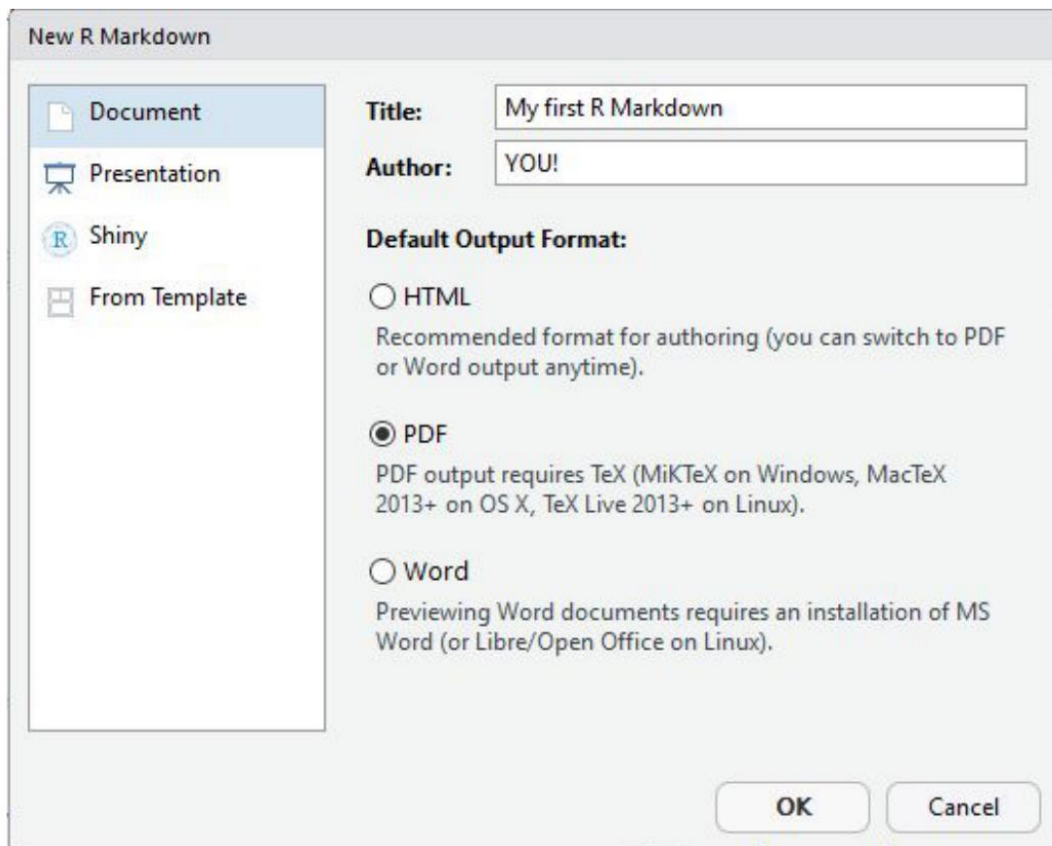 New R Markdown
Document
Presentation
R Shiny
From Template
Title: My first R Markdown
Author: YOU!
Default Output Format:
HTML
Recommended format for authoring (you can switch to PDF
or Word output anytime).
PDF
PDF output requires TeX (MiKTeX on Windows, MacTeX
2013+ on OS X, TeX Live 2013+ on Linux).
Word
Previewing Word documents requires an installation of MS
Word (or Libre/Open Office on Linux).
OK Cancel